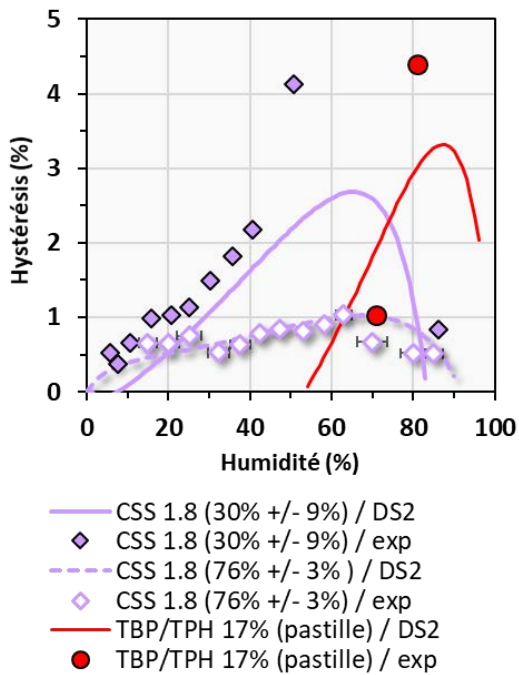 5
4
3
2
1
0
Hystérésis (%)
0 20 40 60 80 100
Humidité (%)
CSS 1.8 (30% +/- 9%) / DS2
CSS 1.8 (30% +/- 9%) / exp
CSS 1.8 (76% +/- 3% ) / DS2
CSS 1.8 (76% +/- 3%) / exp
TBP/TPH 17% (pastille) / DS2
TBP/TPH 17% (pastille) / exp